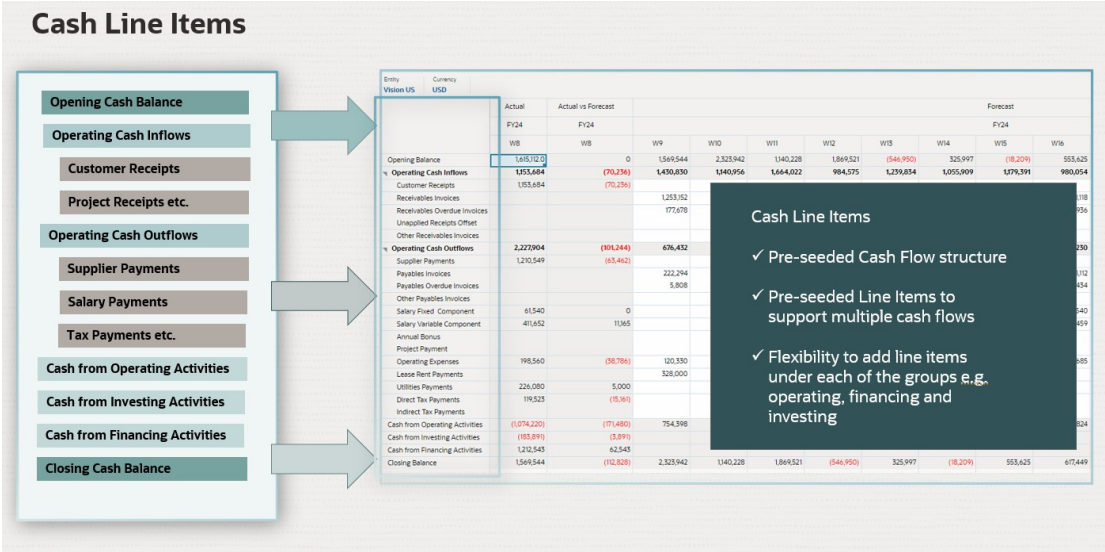 Cash Line Items
Opening Cash Balance
Operating Cash Inflows
Customer Receipts
Project Receipts etc.
Operating Cash Outflows
Supplier Payments
Salary Payments
Tax Payments etc.
Cash from Operating Activities
Cash from Investing Activities
Cash from Financing Activities
Closing Cash Balance
Entity Currency
Vision US USD
Actual Actual vs Forecast Forecast
FY24 FY24 FY24
W8 W8 W9 W10 W11 W12 W13 W14 W15 W16
Opening Balance 1,615,112.0 0 1,569,544 2,323,942 1,140,228 1,869,521 (546,950) 325,997 (18,209) 553,625
Operating Cash Inflows 1,153,684 (70,236) 1,430,830 1,140,956 1,664,022 984,575 1,239,834 1,055,909 1,179,391 980,054
Customer Receipts 1,153,684 (70,236)
Receivables Invoices 1,253,152
Receivables Overdue Invoices 177,678 936
Unapplied Receipts Offset
Other Receivables Invoices
Operating Cash Outflows 2,227,904 (101,244) 676,432 230
Supplier Payments 1,210,549 (63,462)
Payables Invoices 222,294 112
Payables Overdue Invoices 5,808 434
Other Payables Invoices
Salary Fixed Component 61,540 0 540
Salary Variable Component 411,652 11,165 459
Annual Bonus
Project Payment
Operating Expenses 198,560 (38,786) 120,330 685
Lease Rent Payments 328,000
Utilities Payments 226,080 5,000
Direct Tax Payments 119,523 (15,161)
Indirect Tax Payments
Cash from Operating Activities (1,074,220) (171,480) 754,398 824
Cash from Investing Activities (183,891) (3,891)
Cash from Financing Activities 1,212,543 62,543
Closing Balance 1,569,544 (112,828) 2,323,942 1,140,228 1,869,521 (546,950) 325,997 (18,209) 553,625 617,449
Cash Line Items
✓ Pre-seeded Cash Flow structure
✓ Pre-seeded Line Items to
support multiple cash flows
✓ Flexibility to add line items
under each of the groups e.g.
operating, financing and
investing